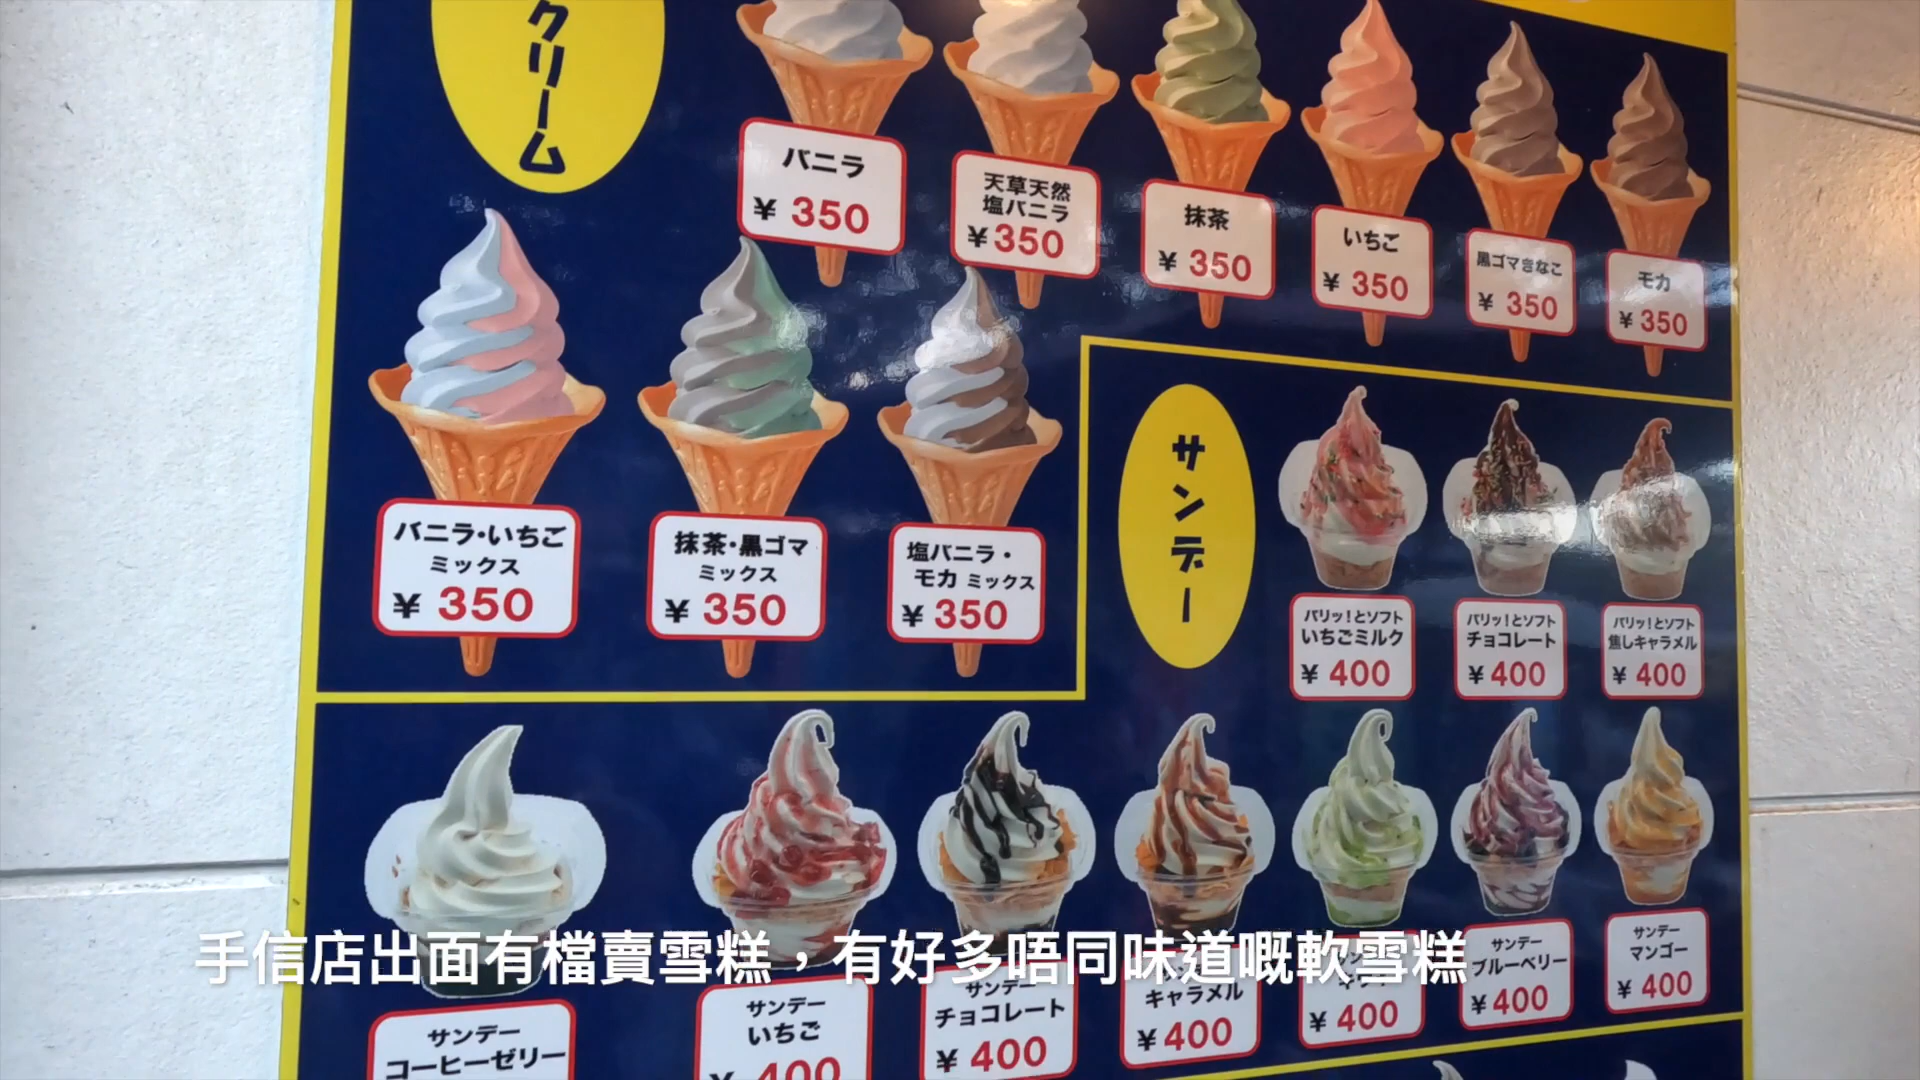 クリーム
バニラ
¥ 350
天草天然
塩バニラ
¥ 350
抹茶
¥ 350
いちご
¥ 350
黒ゴマきなこ
¥ 350
モカ
¥ 350
バニラ・いちご
ミックス
¥ 350
抹茶・黒ゴマ
ミックス
¥ 350
塩バニラ・
モカ ミックス
¥ 350
サンデー
パリッ!とソフト
いちごミルク
¥ 400
パリッ!とソフト
チョコレート
¥ 400
パリッ!とソフト
焦しキャラメル
¥ 400
サンデー
コーヒーゼリー
サンデー
いちご
¥ 400
サンデー
チョコレート
¥ 400
キャラメル
¥ 400
¥ 400
サンデー
ブルーベリー
¥ 400
サンデー
マンゴー
¥ 400
手信店出面有檔賣雪糕，有好多唔同味道嘅軟雪糕